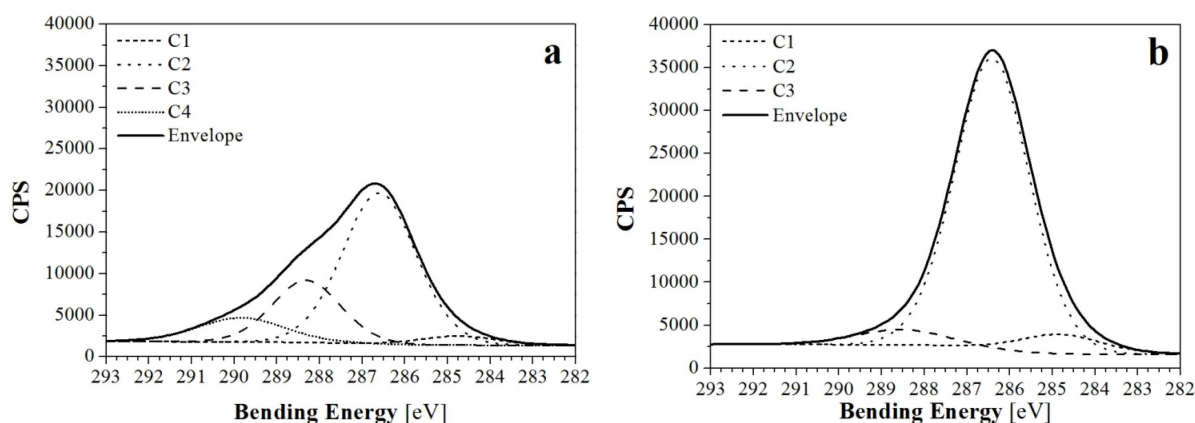 a
C1
C2
C3
C4
Envelope
40000
35000
30000
25000
20000
15000
10000
5000
0
CPS
293 292 291 290 289 288 287 286 285 284 283 282
Bending Energy [eV]
b
C1
C2
C3
Envelope
40000
35000
30000
25000
20000
15000
10000
5000
0
CPS
293 292 291 290 289 288 287 286 285 284 283 282
Bending Energy [eV]